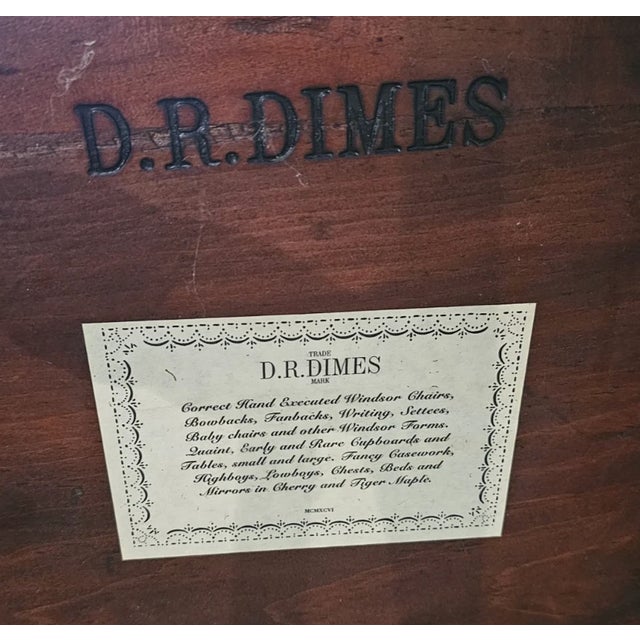 D.R.DIMES
TRADE
D.R.DIMES
MARK
Correct Hand Executed Windsor Chairs,
Bowbacks, Fanbacks, Writing, Settees,
Baby chairs and other Windsor Forms.
Quaint, Early and Rare Cupboards and
Tables, small and large. Fancy Casework,
Highboys, Lowboys, Chests, Beds and
Mirrors in Cherry and Tiger Maple.
MCMXCVI